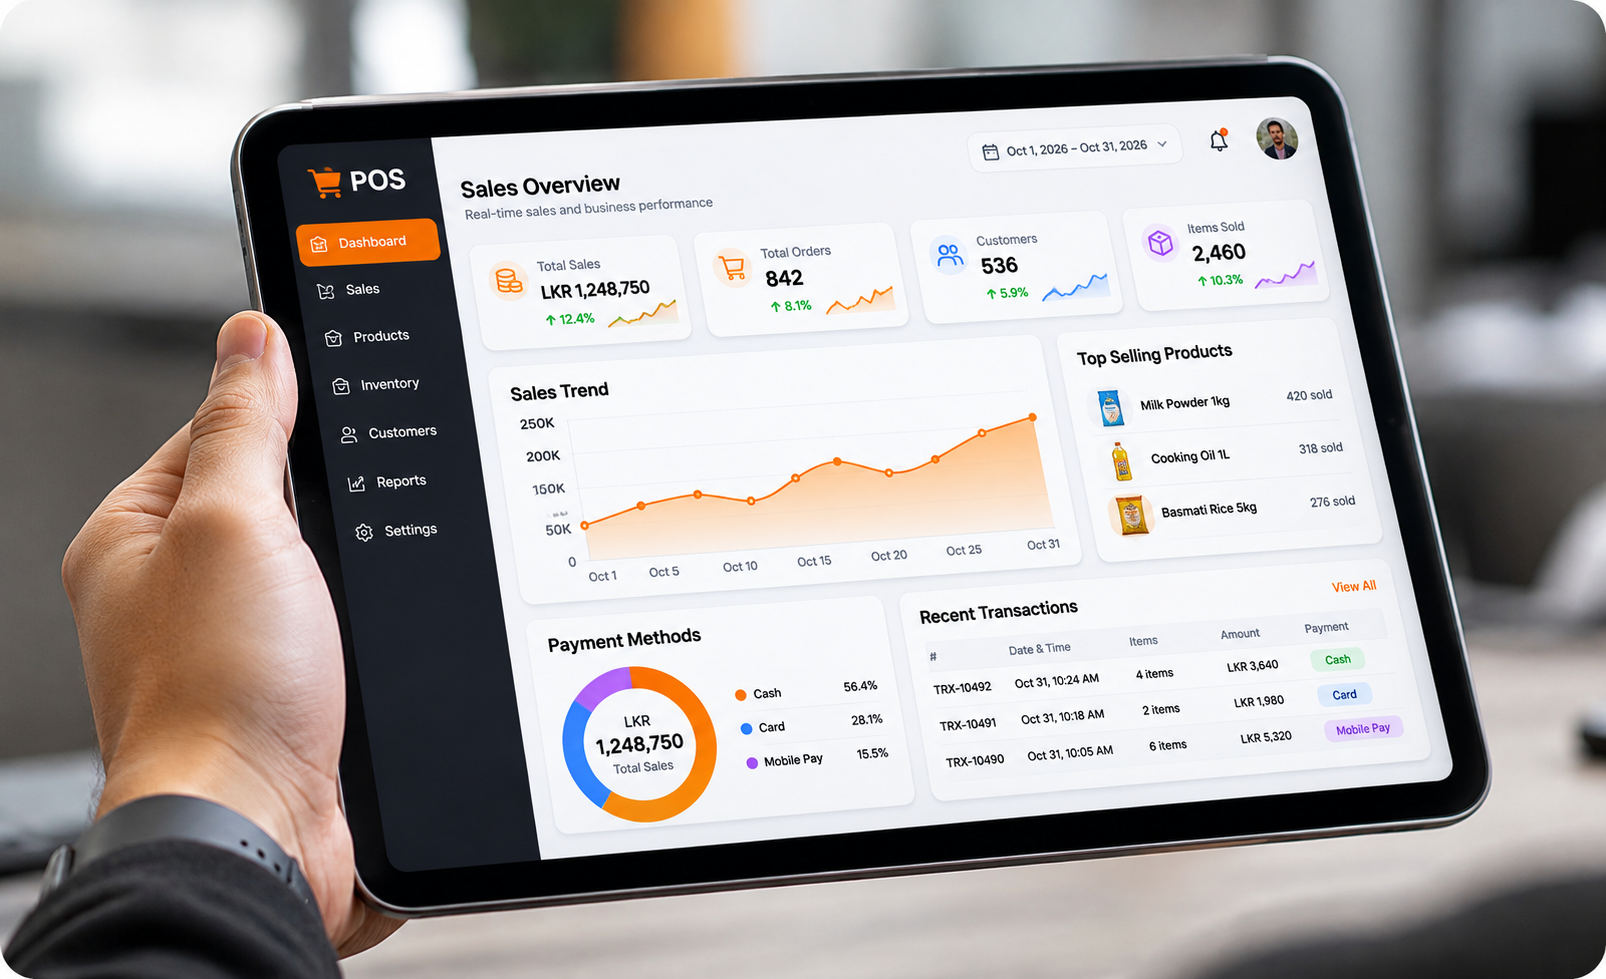 POS
Dashboard
Sales
Products
Inventory
Customers
Reports
Settings
Oct 1, 2026 – Oct 31, 2026
Sales Overview
Real-time sales and business performance
Total Sales
LKR 1,248,750
↑ 12.4%
Total Orders
842
↑ 8.1%
Customers
536
↑ 5.9%
Items Sold
2,460
↑ 10.3%
Sales Trend
250K
200K
150K
50K
0
Oct 1 Oct 5 Oct 10 Oct 15 Oct 20 Oct 25 Oct 31
Top Selling Products
Milk Powder 1kg 420 sold
Cooking Oil 1L 318 sold
Basmati Rice 5kg 276 sold
Payment Methods
LKR
1,248,750
Total Sales
Cash 56.4%
Card 28.1%
Mobile Pay 15.5%
View All
Recent Transactions
# Date & Time Items Amount Payment
TRX-10492 Oct 31, 10:24 AM 4 items LKR 3,640 Cash
TRX-10491 Oct 31, 10:18 AM 2 items LKR 1,980 Card
TRX-10490 Oct 31, 10:05 AM 6 items LKR 5,320 Mobile Pay